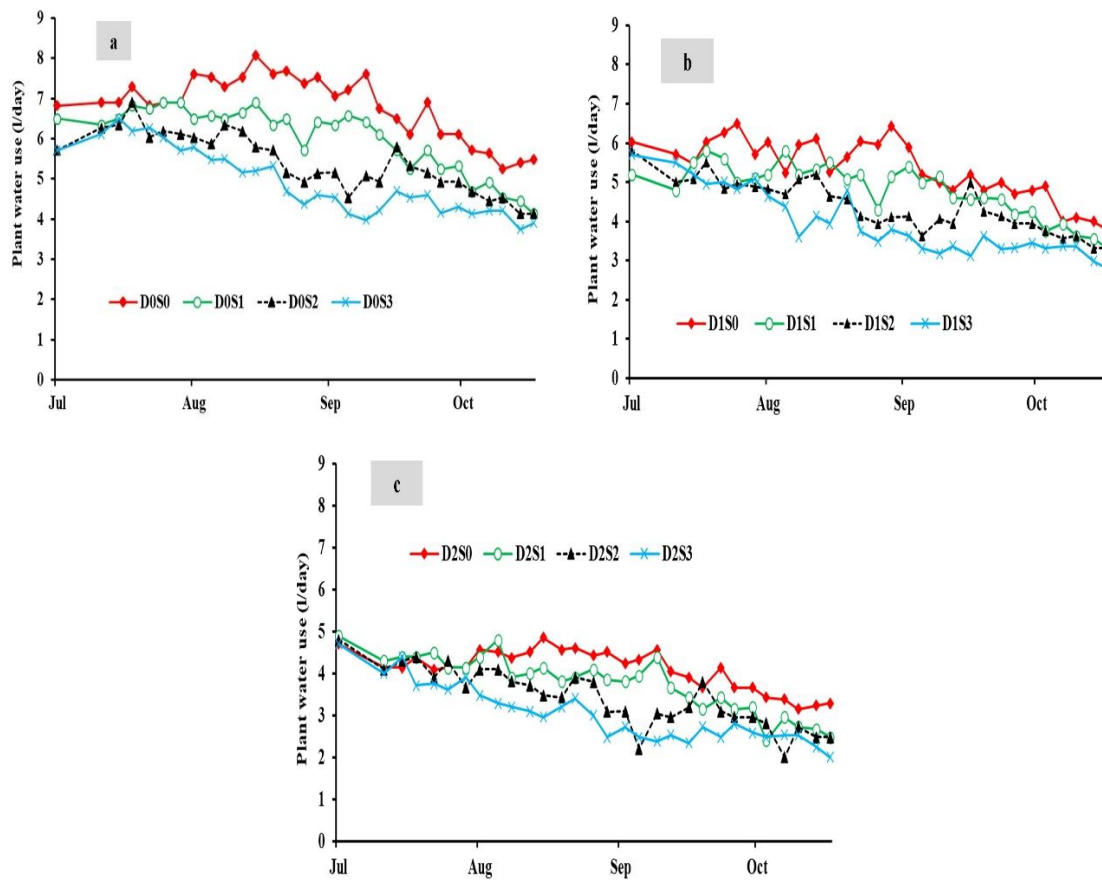 a
9
8
7
6
5
4
3
2
1
0
Plant water use (l/day)
D0S0 D0S1 D0S2 D0S3
Jul Aug Sep Oct
b
9
8
7
6
5
4
3
2
1
0
Plant water use (l/day)
D1S0 D1S1 D1S2 D1S3
Jul Aug Sep Oct
c
9
8
7
6
5
4
3
2
1
0
Plant water use (l/day)
D2S0 D2S1 D2S2 D2S3
Jul Aug Sep Oct